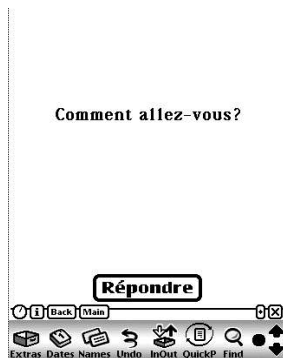 Comment allez-vous?
Répondre
i Back Main
Extras Dates Names Undo InOut QuickP Find